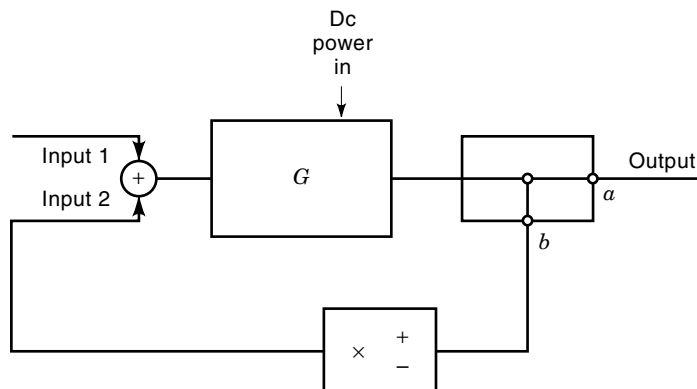 Dc
power
in
Input 1
+
G
Output
Input 2
a
b
× +
−